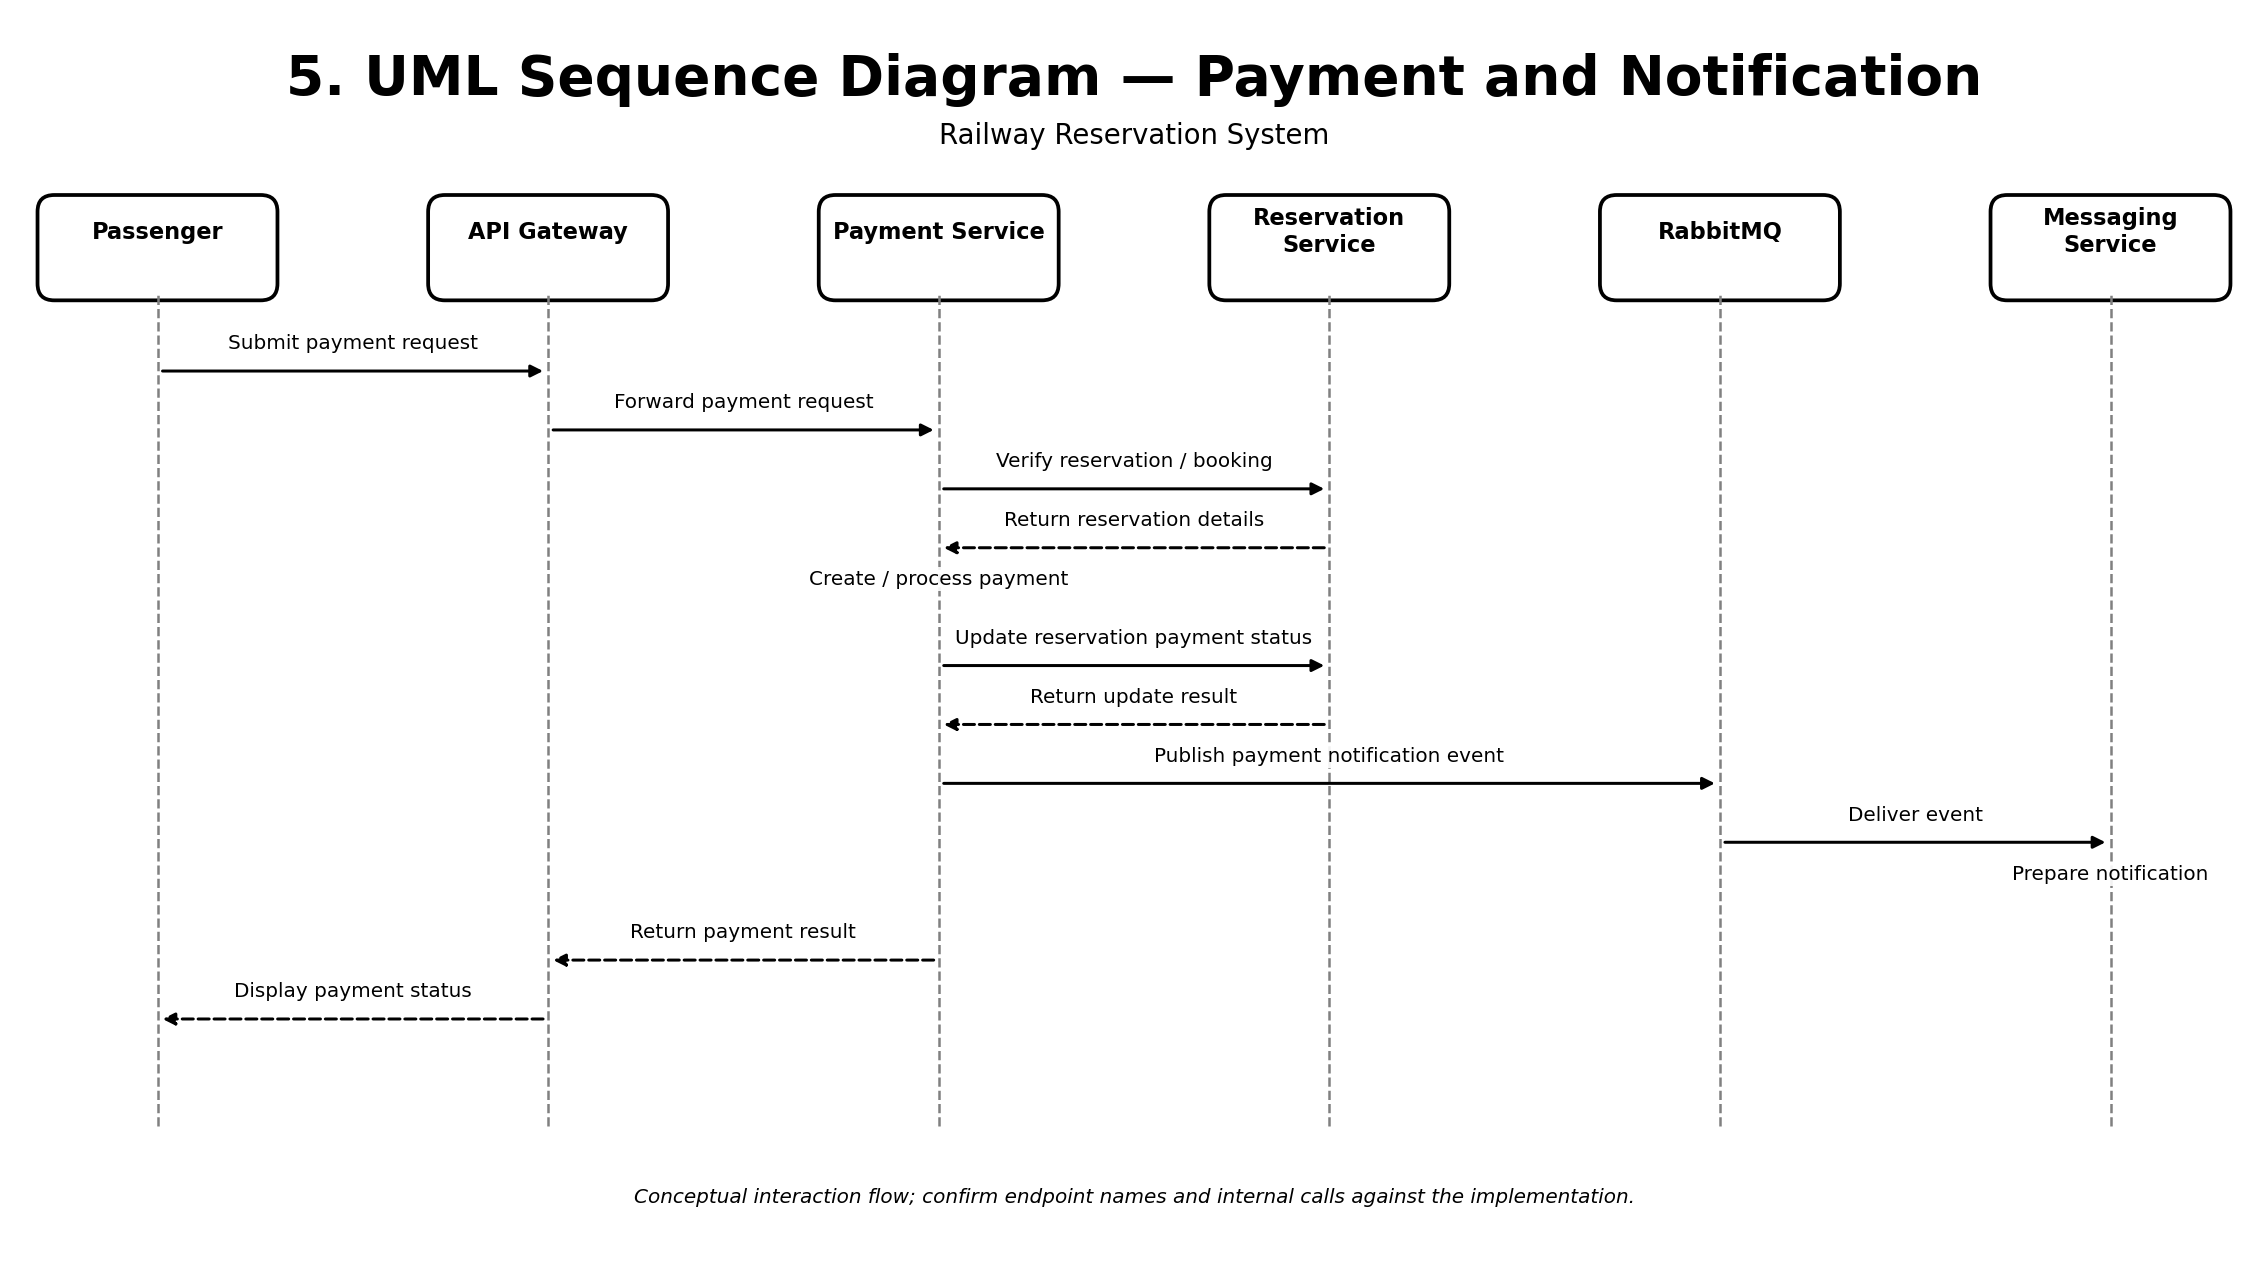 5. UML Sequence Diagram — Payment and Notification
Railway Reservation System
Passenger
API Gateway
Payment Service
Reservation
Service
RabbitMQ
Messaging
Service
Submit payment request
Forward payment request
Verify reservation / booking
Return reservation details
Create / process payment
Update reservation payment status
Return update result
Publish payment notification event
Deliver event
Prepare notification
Return payment result
Display payment status
Conceptual interaction flow; confirm endpoint names and internal calls against the implementation.